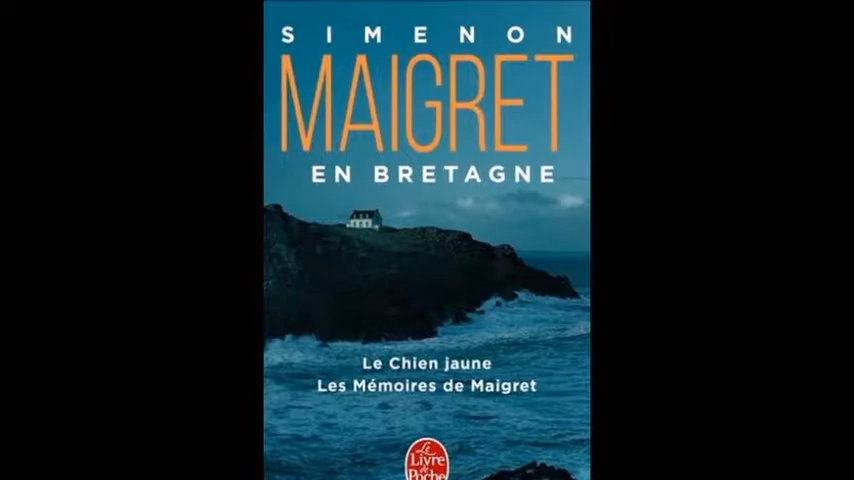 SIMENON
MAIGRET
EN BRETAGNE
Le Chien jaune
Les Mémoires de Maigret
Le
Livre
de
Poche